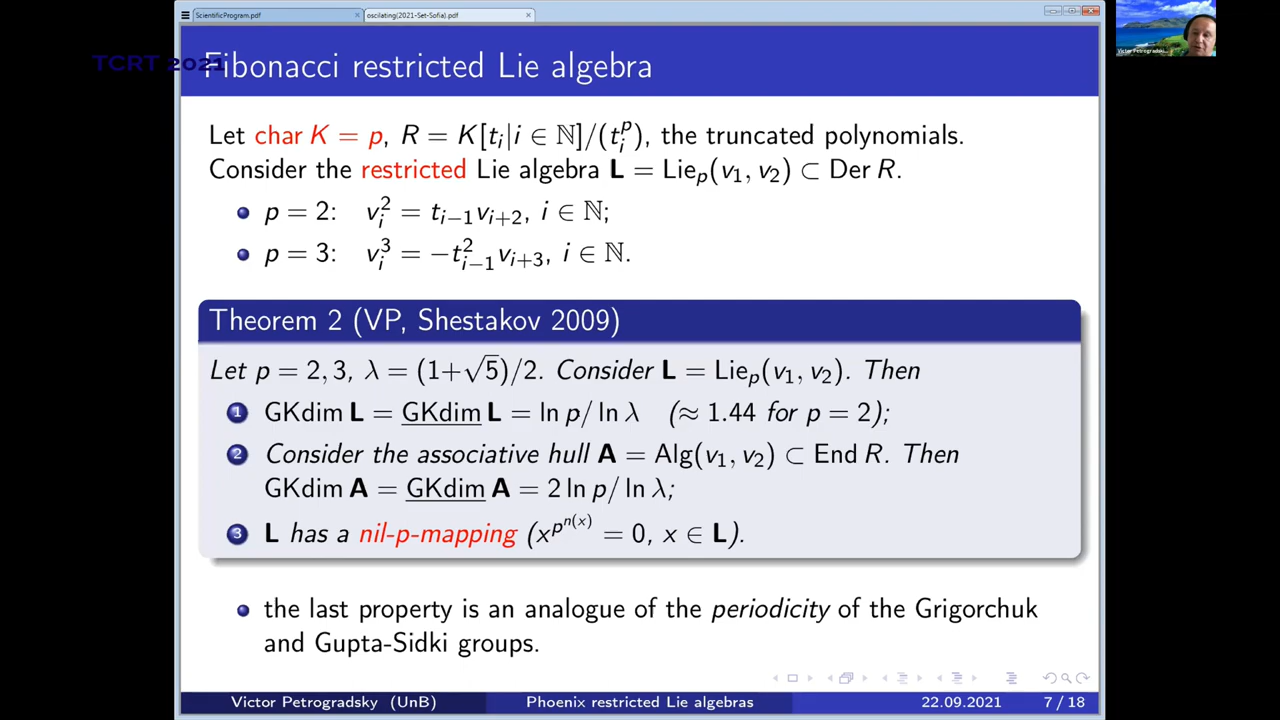 ScientificProgram.pdf
oscilating(2021-Set-Sofia).pdf
TCRT 2021
Fibonacci restricted Lie algebra
Let char K = p, R = K[t_i|i ∈ ℕ]/(t_i^p), the truncated polynomials.
Consider the restricted Lie algebra L = Lie_p(v_1, v_2) ⊂ Der R.
• p = 2: v_i^2 = t_{i−1}v_{i+2}, i ∈ ℕ;
• p = 3: v_i^3 = −t_{i−1}^2 v_{i+3}, i ∈ ℕ.
Theorem 2 (VP, Shestakov 2009)
Let p = 2, 3, λ = (1+√5)/2. Consider L = Lie_p(v_1, v_2). Then
1 GKdim L = GKdim L = ln p/ ln λ (≈ 1.44 for p = 2);
2 Consider the associative hull A = Alg(v_1, v_2) ⊂ End R. Then
GKdim A = GKdim A = 2 ln p/ ln λ;
3 L has a nil-p-mapping (x^{p^{n(x)}} = 0, x ∈ L).
• the last property is an analogue of the periodicity of the Grigorchuk
and Gupta-Sidki groups.
Victor Petrogradsky (UnB) Phoenix restricted Lie algebras 22.09.2021 7 / 18